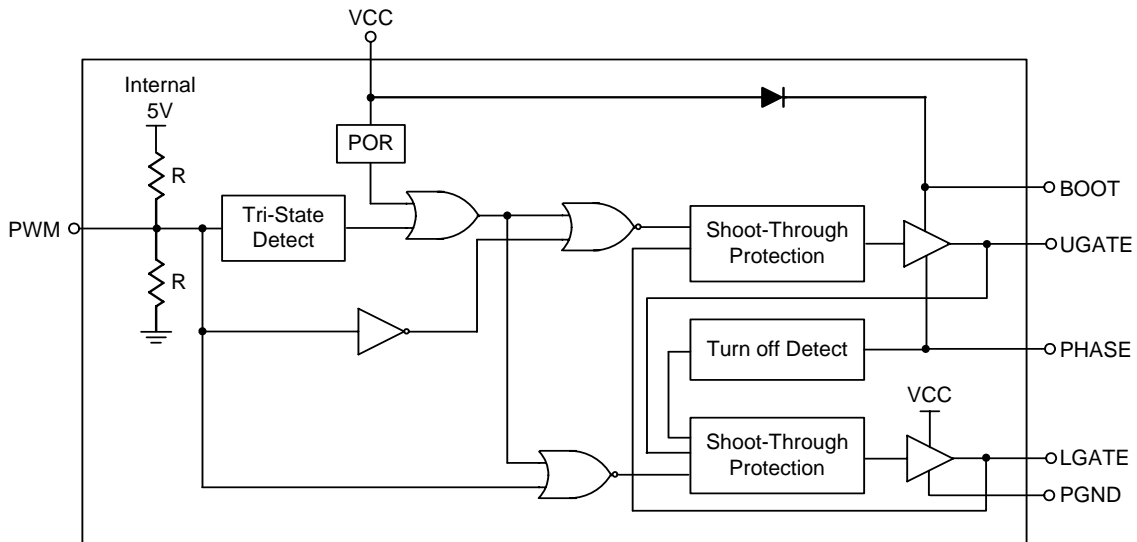 VCC
Internal
5V
R
POR
PWM
Tri-State
Detect
R
Shoot-Through
Protection
BOOT
UGATE
Turn off Detect
PHASE
VCC
Shoot-Through
Protection
LGATE
PGND